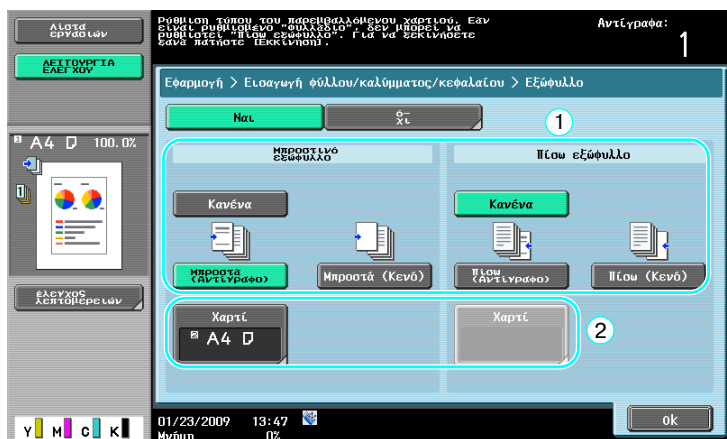 Λίστα
εργασιών
ΛΕΙΤΟΥΡΓΙΑ
ΕΛΕΓΧΟΥ
Ρύθμιση τύπου του παρεμβαλλόμενου χαρτιού. Εάν
είναι ρυθμισμένο "Φυλλάδιο", δεν μπορεί να
ρυθμιστεί "Πίσω εξώφυλλο". Για να ξεκινήσετε
ξανά πατήστε [Εκκίνηση].
Αντίγραφα:
1
Εφαρμογή > Εισαγωγή φύλλου/καλύμματος/κεφαλαίου > Εξώφυλλο
Ναι
ό-
χι
1
A4 100.0%
1
Μπροστινό
εξώφυλλο
Πίσω εξώφυλλο
Κανένα
Κανένα
Μπροστά
(Αντίγραφο)
Μπροστά (Κενό)
Πίσω
(Αντίγραφο)
Πίσω (Κενό)
έλεγχος
λεπτομερειών
Χαρτί
A4
Χαρτί
2
01/23/2009 13:47
Μνήμη 0%
Y M C K
ok